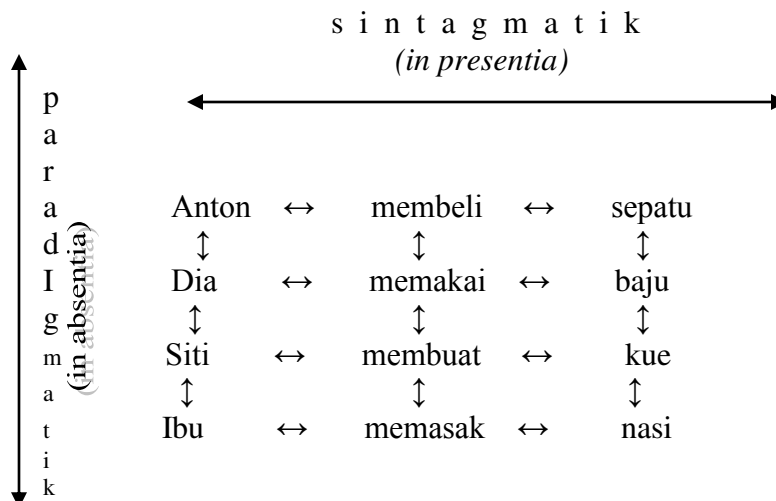 s i n t a g m a t i k
(in presentia)
p a r a d I g m a t i k
(in absentia)
Anton ↔ membeli ↔ sepatu
↕ ↕ ↕
Dia ↔ memakai ↔ baju
↕ ↕ ↕
Siti ↔ membuat ↔ kue
↕ ↕ ↕
Ibu ↔ memasak ↔ nasi